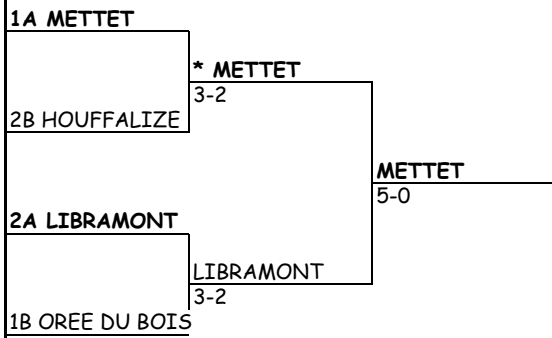 1A METTET
* METTET
3-2
2B HOUFFALIZE
METTET
5-0
2A LIBRAMONT
LIBRAMONT
3-2
1B OREE DU BOIS